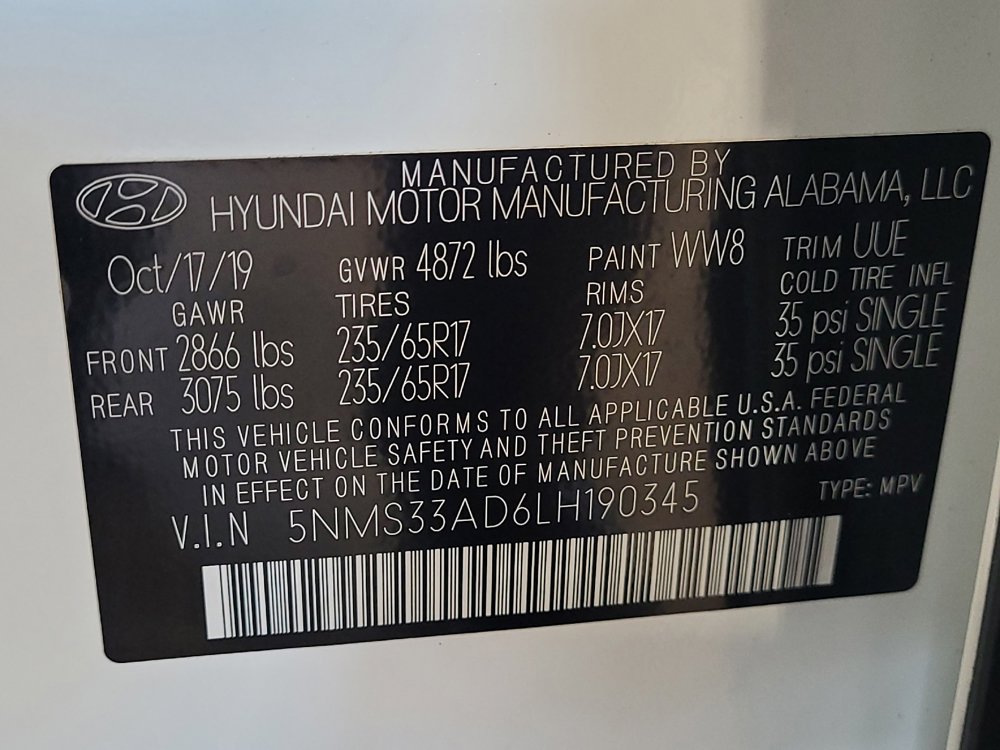 MANUFACTURED BY
HYUNDAI MOTOR MANUFACTURING ALABAMA, LLC
Oct/17/19 GVWR 4872 lbs PAINT WW8 TRIM UUE
GAWR TIRES RIMS COLD TIRE INFL
FRONT 2866 lbs 235/65R17 7.0JX17 35 psi SINGLE
REAR 3075 lbs 235/65R17 7.0JX17 35 psi SINGLE
THIS VEHICLE CONFORMS TO ALL APPLICABLE U.S.A. FEDERAL
MOTOR VEHICLE SAFETY AND THEFT PREVENTION STANDARDS
IN EFFECT ON THE DATE OF MANUFACTURE SHOWN ABOVE
V.I.N 5NMS33AD6LH190345 TYPE: MPV